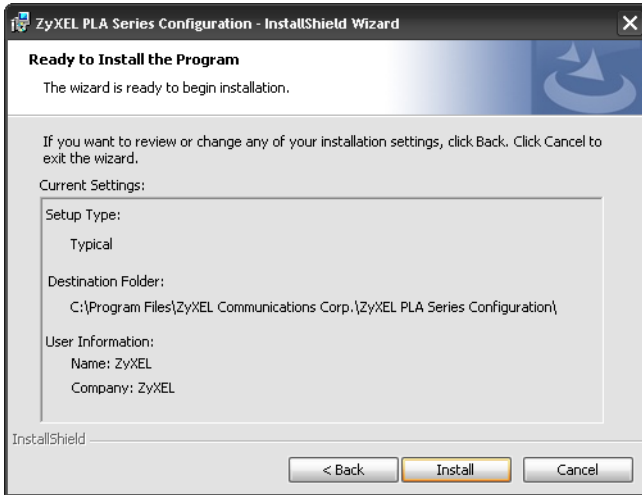 ZyXEL PLA Series Configuration - InstallShield Wizard
Ready to Install the Program
The wizard is ready to begin installation.
If you want to review or change any of your installation settings, click Back. Click Cancel to
exit the wizard.
Current Settings:
Setup Type:
Typical
Destination Folder:
C:\Program Files\ZyXEL Communications Corp.\ZyXEL PLA Series Configuration\
User Information:
Name: ZyXEL
Company: ZyXEL
InstallShield
< Back Install Cancel